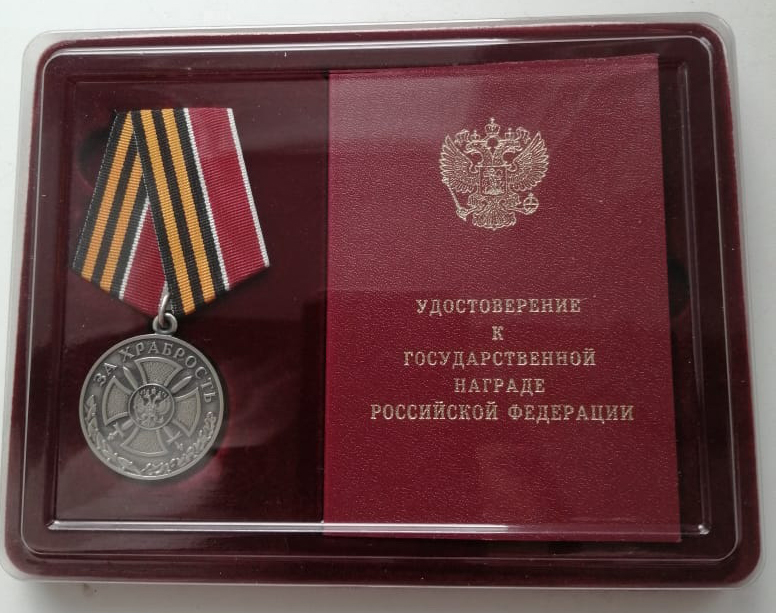 ЗА ХРАБРОСТЬ
УДОСТОВЕРЕНИЕ
К
ГОСУДАРСТВЕННОЙ
НАГРАДЕ
РОССИЙСКОЙ ФЕДЕРАЦИИ